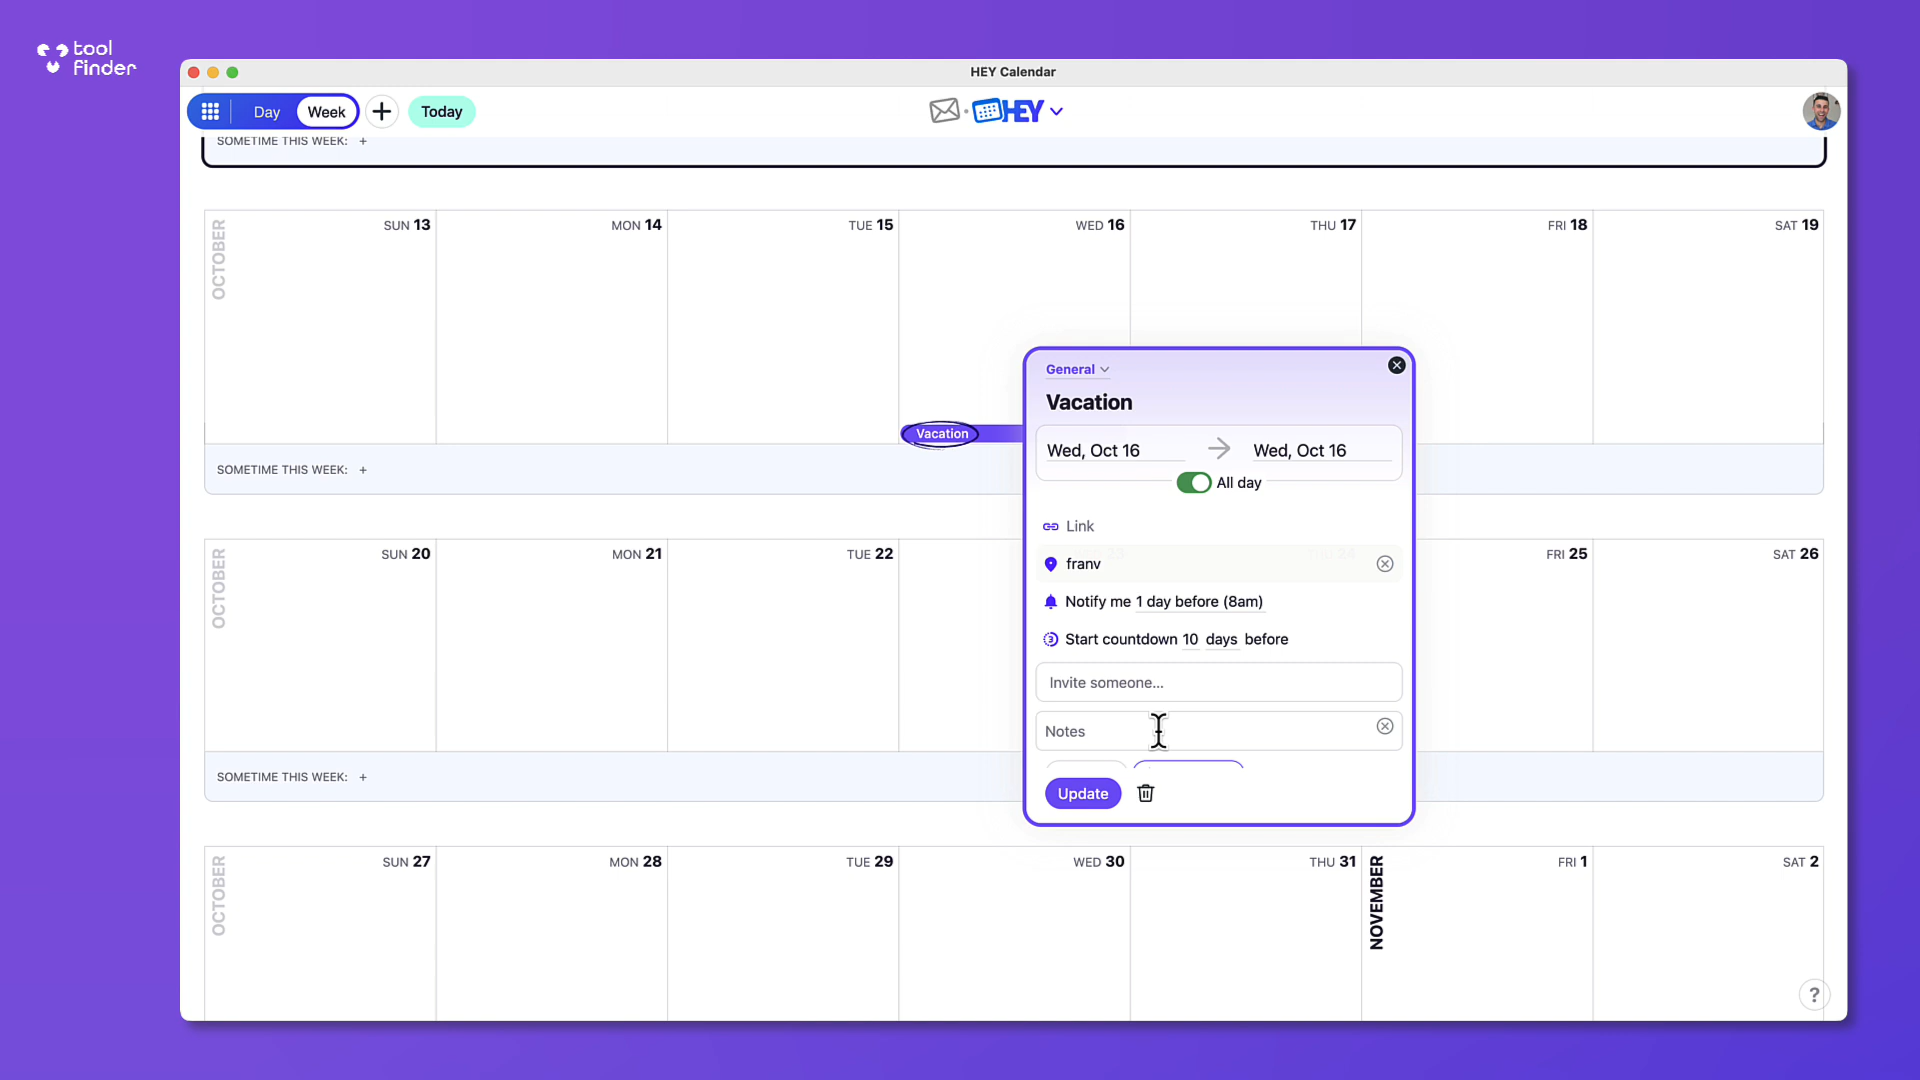 tool
finder
HEY Calendar
Day
Week
Today
HEY
SOMETIME THIS WEEK: +
OCTOBER
SUN 13
MON 14
TUE 15
WED 16
THU 17
FRI 18
SAT 19
Vacation
SOMETIME THIS WEEK: +
General
Vacation
Wed, Oct 16
Wed, Oct 16
All day
Link
franv
Notify me 1 day before (8am)
Start countdown 10 days before
Invite someone...
Notes
Update
OCTOBER
SUN 20
MON 21
TUE 22
FRI 25
SAT 26
SOMETIME THIS WEEK: +
OCTOBER
SUN 27
MON 28
TUE 29
WED 30
THU 31
NOVEMBER
FRI 1
SAT 2
?